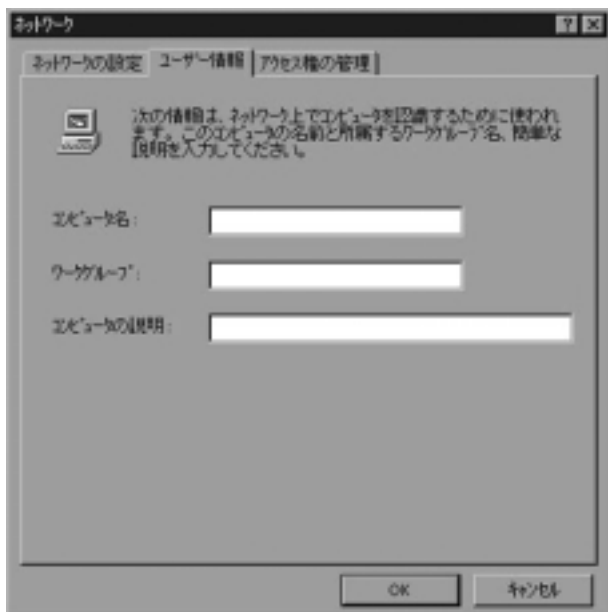 ネットワーク
ネットワークの設定 ユーザー情報 アクセス権の管理
次の情報は、ネットワーク上でコンピュータを認識するために使われ
ます。このコンピュータの名前と所属するワークグループ名、簡単な
説明を入力してください。
コンピュータ名:
ワークグループ:
コンピュータの説明:
OK キャンセル